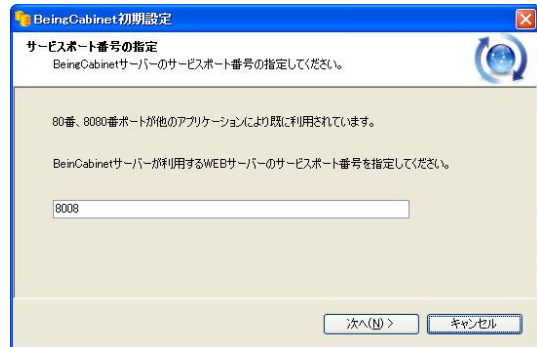 BeingCabinet初期設定
サービスポート番号の指定
BeingCabinetサーバーのサービスポート番号の指定してください。
80番、8080番ポートが他のアプリケーションにより既に利用されています。
BeinCabinetサーバーが利用するWEBサーバーのサービスポート番号を指定してください。
8008
次へ(N) >
キャンセル